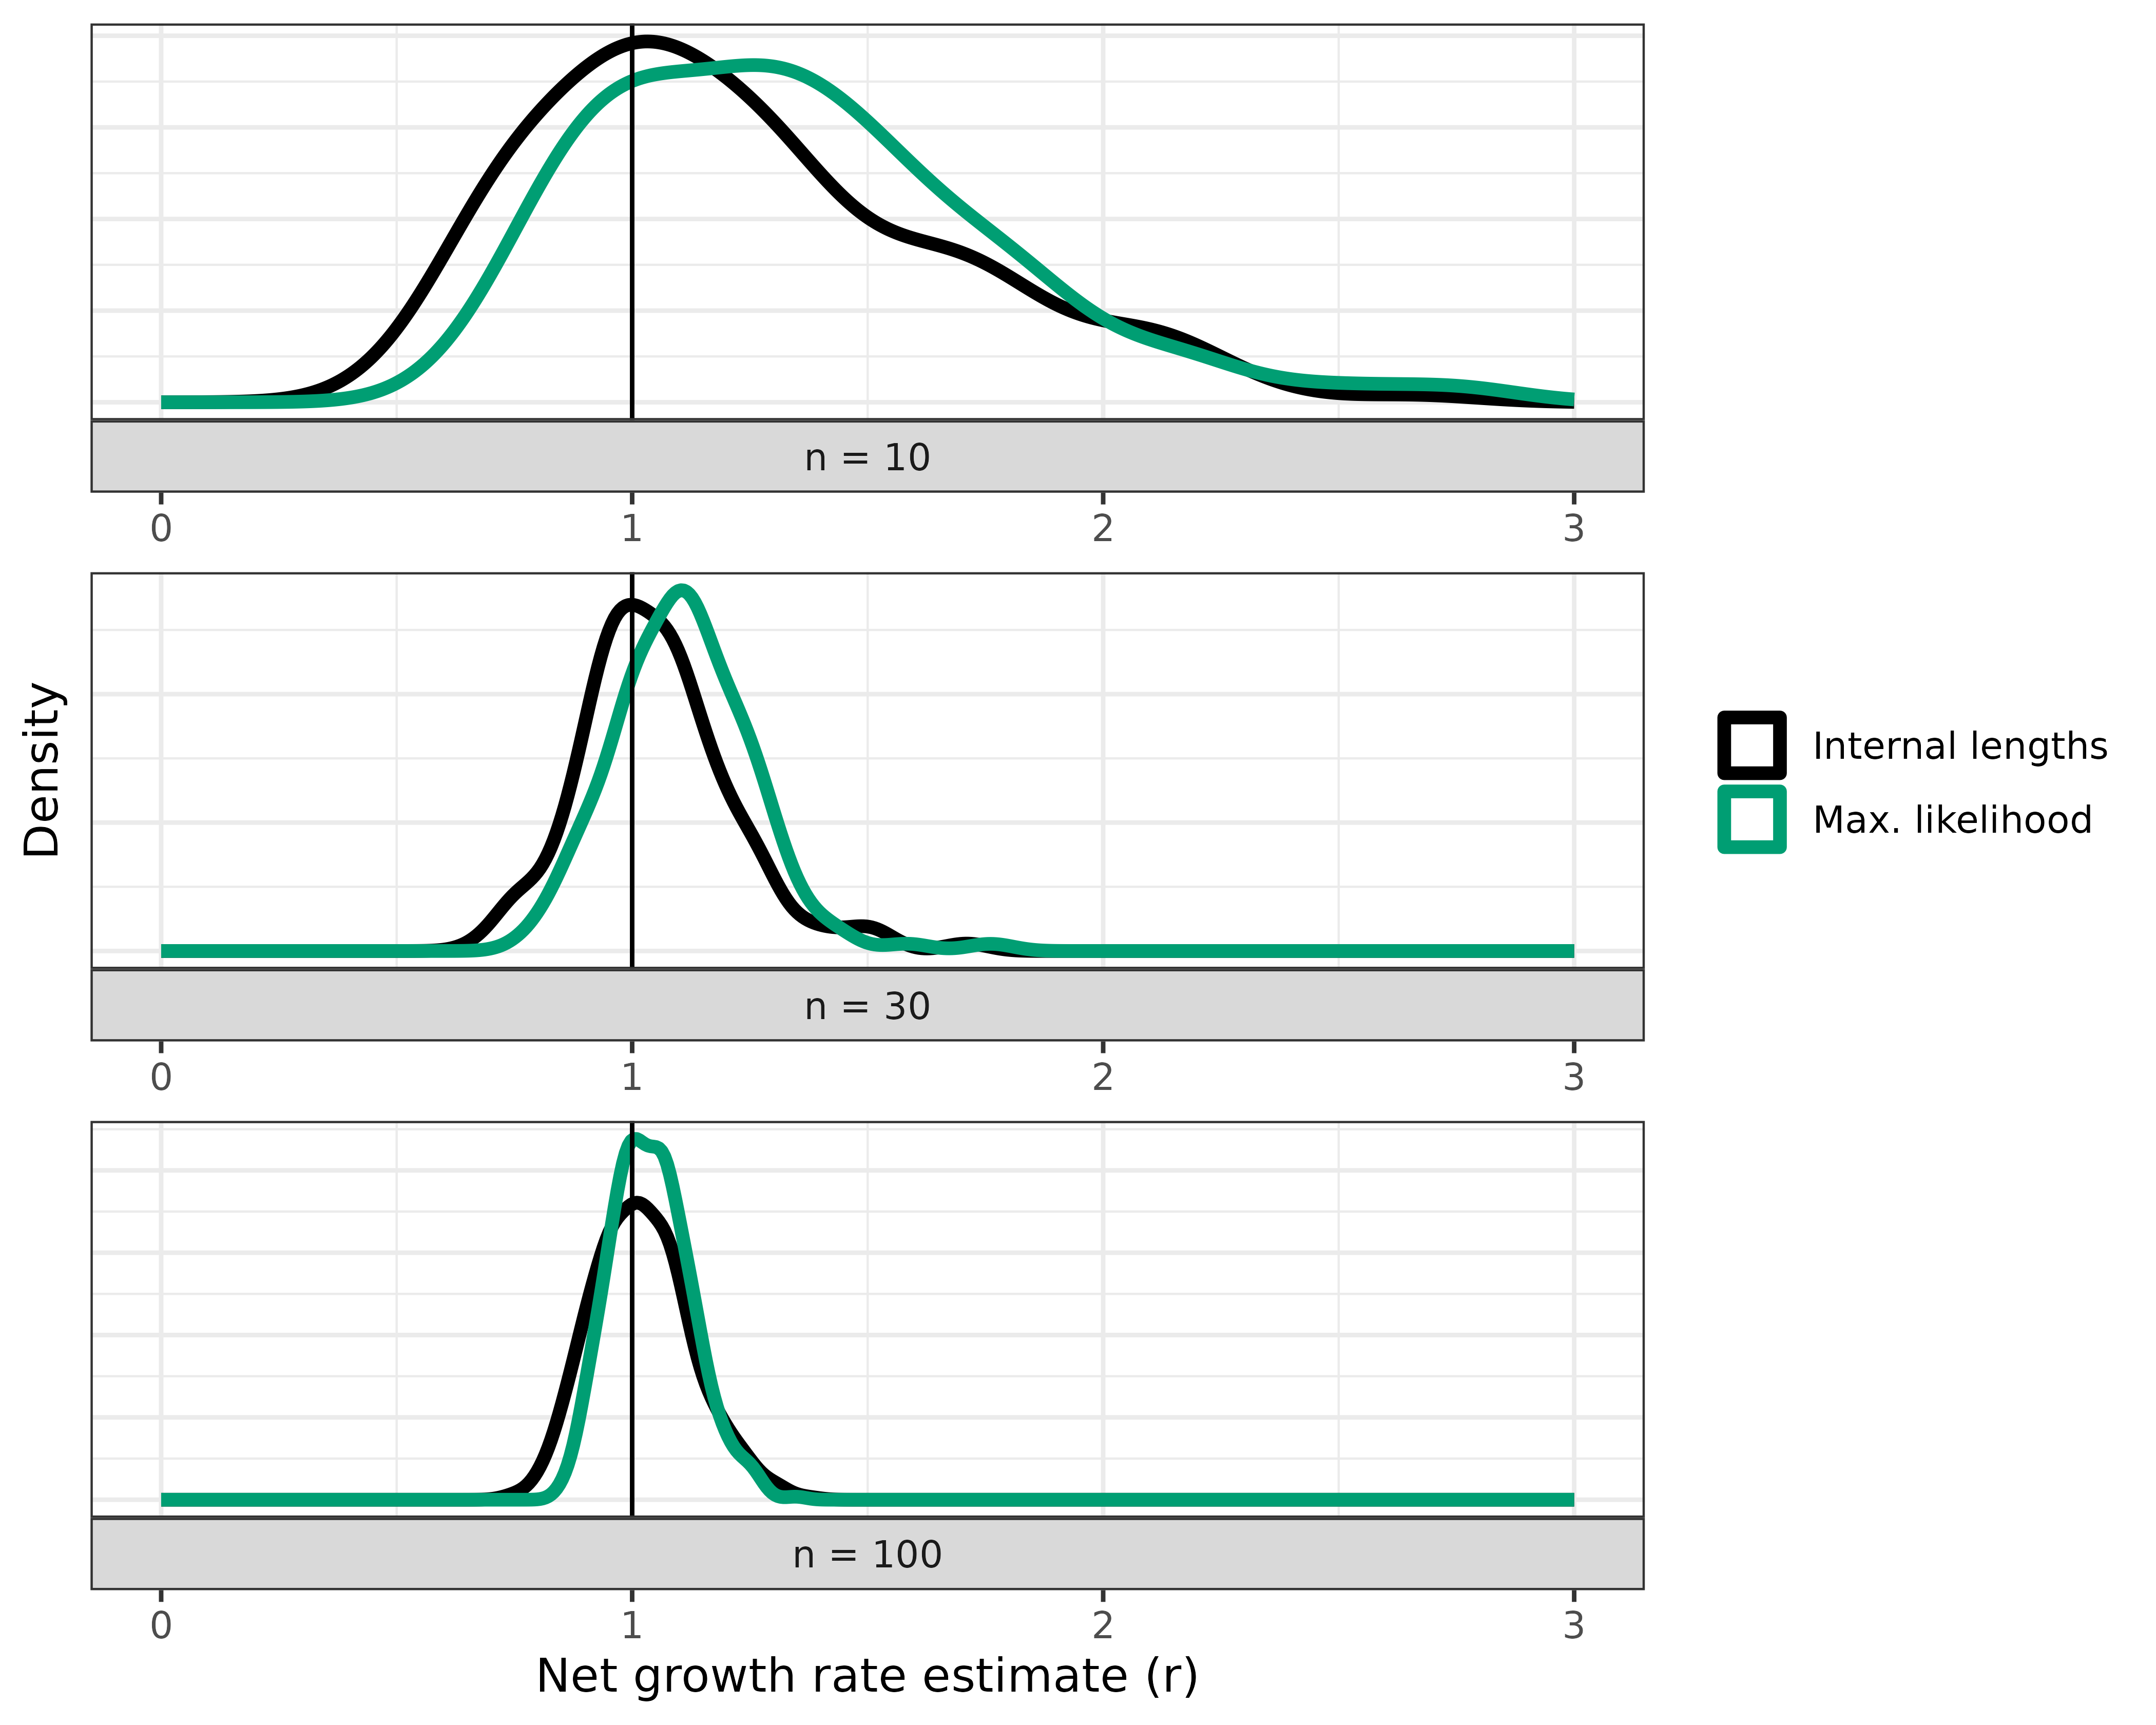 n = 10
0 1 2 3
n = 30
0 1 2 3
n = 100
0 1 2 3
Net growth rate estimate (r)
Density
Internal lengths
Max. likelihood